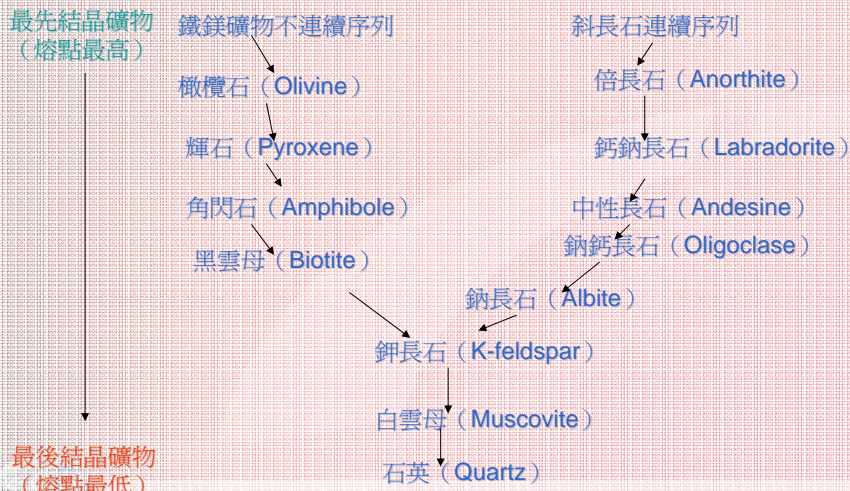 最先結晶礦物
（熔點最高）
鐵鎂礦物不連續序列
斜長石連續序列
橄欖石（Olivine）
倍長石（Anorthite）
輝石（Pyroxene）
鈣鈉長石（Labradorite）
角閃石（Amphibole）
中性長石（Andesine）
黑雲母（Biotite）
鈉鈣長石（Oligoclase）
鈉長石（Albite）
鉀長石（K-feldspar）
白雲母（Muscovite）
石英（Quartz）
最後結晶礦物
（熔點最低）